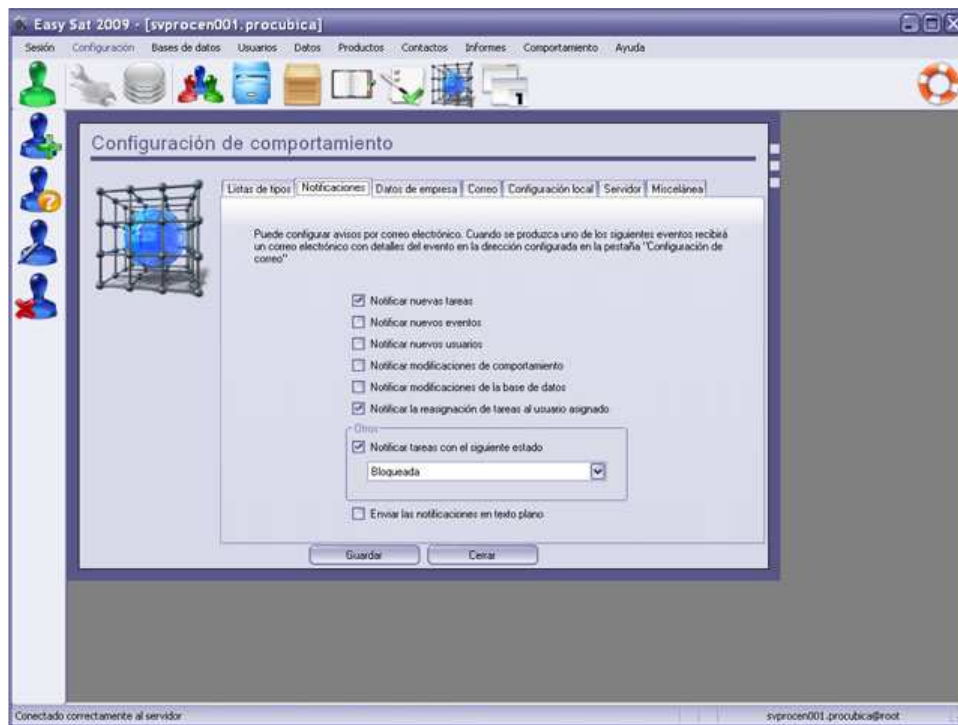 Easy Sat 2009 - [svprocen001.procubica]
Sesión Configuración Bases de datos Usuarios Datos Productos Contactos Informes Comportamiento Ayuda
1
Configuración de comportamiento
Listas de tipos Notificaciones Datos de empresa Correo Configuración local Servidor Miscelánea
Puede configurar avisos por correo electrónico. Cuando se produzca uno de los siguientes eventos recibirá
un correo electrónico con detalles del evento en la dirección configurada en la pestaña "Configuración de
correo"
Notificar nuevas tareas
Notificar nuevos eventos
Notificar nuevos usuarios
Notificar modificaciones de comportamiento
Notificar modificaciones de la base de datos
Notificar la reasignación de tareas al usuario asignado
Otros
Notificar tareas con el siguiente estado
Bloqueada
Enviar las notificaciones en texto plano
Guardar Cerrar
Conectado correctamente al servidor svprocen001.procubica@root